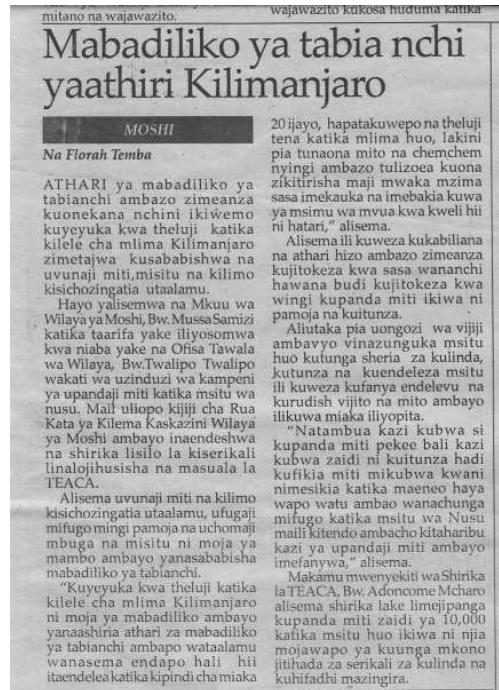 mitano na wajawazito.
wajawazito kukosa huduma katika
Mabadiliko ya tabia nchi
yaathiri Kilimanjaro
MOSHI
Na Florah Temba
ATHARI ya mabadiliko ya
tabianchi ambazo zimeanza
kuonekana nchini ikiwemo
kuyeyuka kwa theluji katika
kilele cha mlima Kilimanjaro
zimetajwa kusababishwa na
uvunaji miti,misitu na kilimo
kisichozingatia utaalamu.
Hayo yalisemwa na Mkuu wa
Wilaya ya Moshi, Bw. Mussa Samizi
katika taarifa yake iliyosomwa
kwa niaba yake na Ofisa Tawala
wa Wilaya, Bw.Twalipo Twalipo
wakati wa uzinduzi wa kampeni
ya upandaji miti katika msitu wa
nusu. Mail uliopo kijiji cha Rua
Kata ya Kilema Kaskazini Wilaya
ya Moshi ambayo inaendeshwa
na shirika lisilo la kiserikali
linalojihusisha na masuala la
TEACA.
Alisema uvunaji miti na kilimo
kisichozingatia utaalamu, ufugaji
mifugo mingi pamoja na uchomaji
mbuga na misitu ni moja ya
mambo ambayo yanasababisha
mabadiliko ya tabianchi.
"Kuyeyuka kwa theluji katika
kilele cha mlima Kilimanjaro
ni moja ya mabadiliko ambayo
yanaashiria athari za mabadiliko
ya tabianchi ambapo wataalamu
wanasema endapo hali hii
itaendelea katika kipindi cha miaka
20 ijayo, hapatakuwepo na theluji
tena katika mlima huo, lakini
pia tunaona mito na chemchem
nyingi ambazo tulizoea kuona
zikitirisha maji mwaka mzima
sasa imekauka na imebakia kuwa
ya msimu wa mvua kwa kweli hii
ni hatari," alisema.
Alisema ili kuweza kukabiliana
na athari hizo ambazo zimeanza
kujitokeza kwa sasa wananchi
hawana budi kujitokeza kwa
wingi kupanda miti ikiwa ni
pamoja na kuitunza.
Aliutaka pia uongozi wa vijiji
ambavyo vinazunguka msitu
huo kutunga sheria za kulinda,
kutunza na kuendeleza msitu
ili kuweza kufanya endelevu na
kurudish vijito na mito ambayo
ilikuwa miaka iliyopita.
"Natambua kazi kubwa si
kupanda miti pekee bali kazi
kubwa zaidi ni kuitunza hadi
kufikia miti mikubwa kwani
nimesikia katika maeneo haya
wapo watu ambao wanachunga
mifugo katika msitu wa Nusu
maili kitendo ambacho kitaharibu
kazi ya upandaji miti ambayo
imefanywa," alisema.
Makamu mwenyekiti wa Shirika
la TEACA, Bw. Adoncome Mcharo
alisema shirika lake limejipanga
kupanda miti zaidi ya 10,000
katika msitu huo ikiwa ni njia
mojawapo ya kuunga mkono
jitihada za serikali za kulinda na
kuhifadhi mazingira.